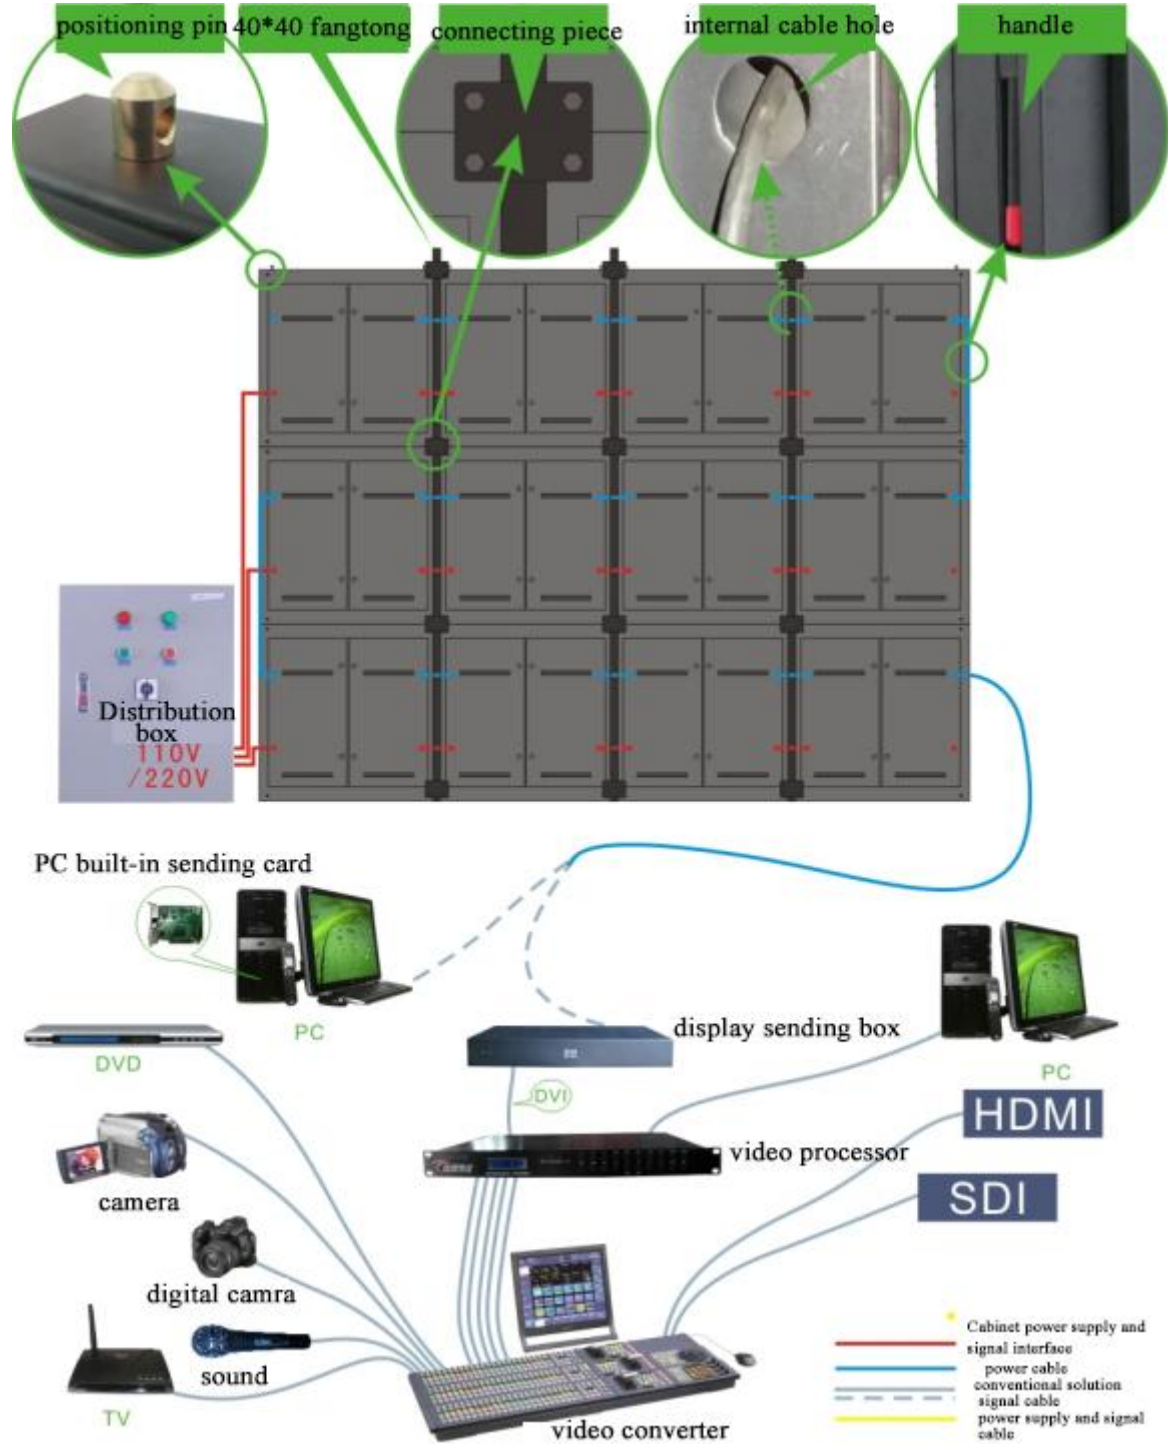 positioning pin
40*40 fangtong
connecting piece
internal cable hole
handle
Distribution
box
110V
/220V
PC built-in sending card
PC
DVD
display sending box
PC
DVI
HDMI
video processor
camera
SDI
digital camra
sound
TV
video converter
Cabinet power supply and
signal interface
power cable
conventional solution
signal cable
power supply and signal
cable